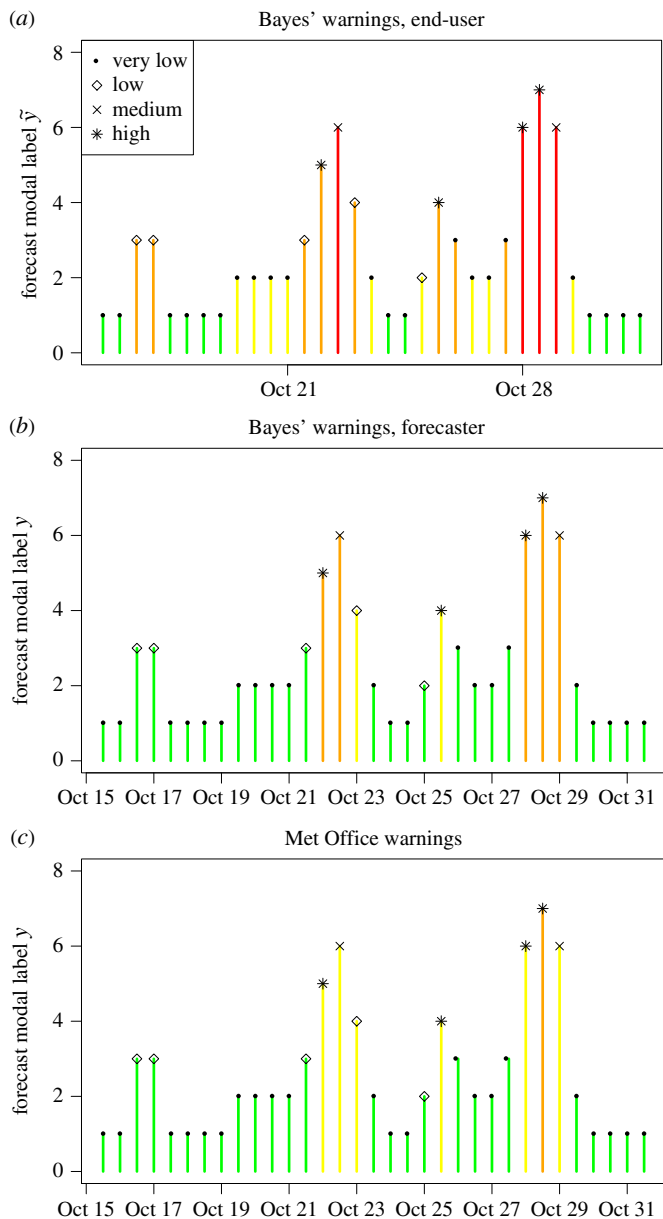 (a) Bayes’ warnings, end-user
8
6
4
2
0
forecast modal label ỹ
very low
low
medium
high
Oct 21 Oct 28
(b) Bayes’ warnings, forecaster
8
6
4
2
0
forecast modal label y
Oct 15 Oct 17 Oct 19 Oct 21 Oct 23 Oct 25 Oct 27 Oct 29 Oct 31
(c) Met Office warnings
8
6
4
2
0
forecast modal label y
Oct 15 Oct 17 Oct 19 Oct 21 Oct 23 Oct 25 Oct 27 Oct 29 Oct 31